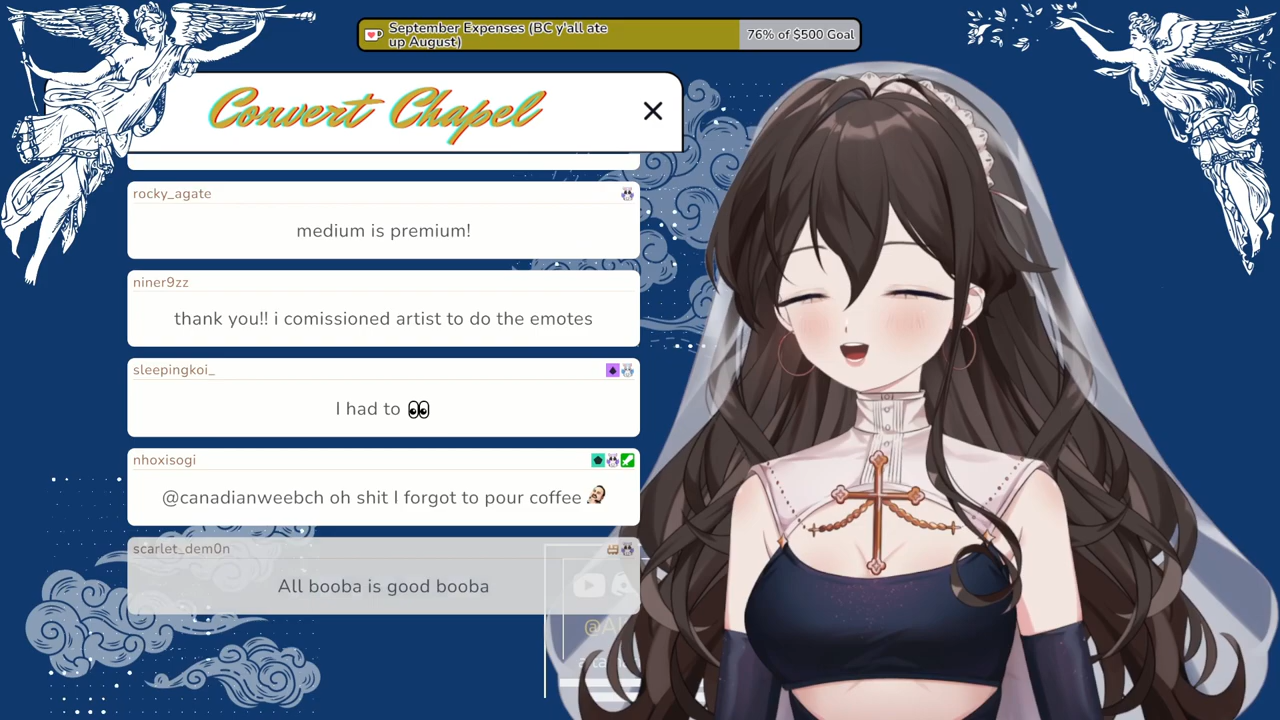 September Expenses (BC y'all ate
up August)
76% of $500 Goal
Convert Chapel
rocky_agate
medium is premium!
niner9zz
thank you!! i comissioned artist to do the emotes
sleepingkoi_
I had to 👀
nhoxisogi
@canadianweebch oh shit I forgot to pour coffee
scarlet_dem0n
All booba is good booba